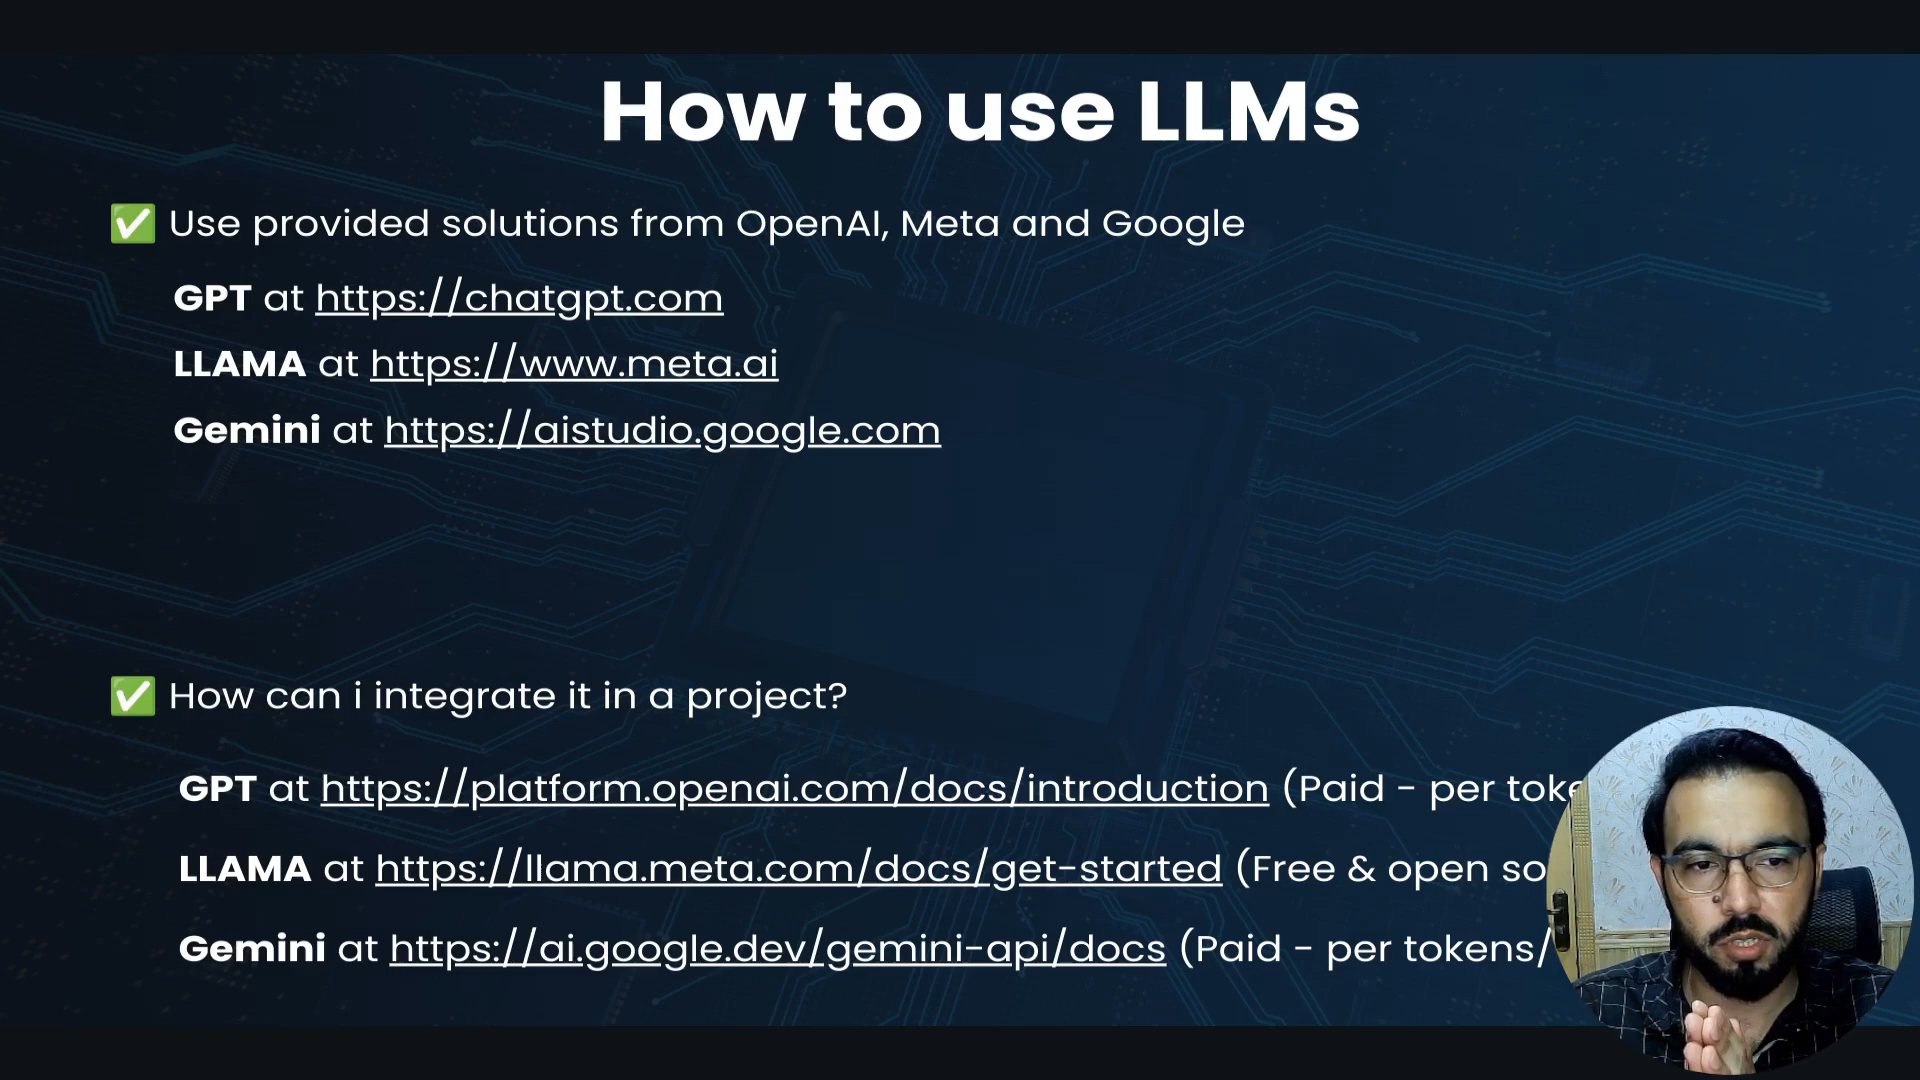 How to use LLMs
✅ Use provided solutions from OpenAI, Meta and Google
GPT at https://chatgpt.com
LLAMA at https://www.meta.ai
Gemini at https://aistudio.google.com
✅ How can i integrate it in a project?
GPT at https://platform.openai.com/docs/introduction (Paid - per
LLAMA at https://llama.meta.com/docs/get-started (Free & open
Gemini at https://ai.google.dev/gemini-api/docs (Paid - per tokens/